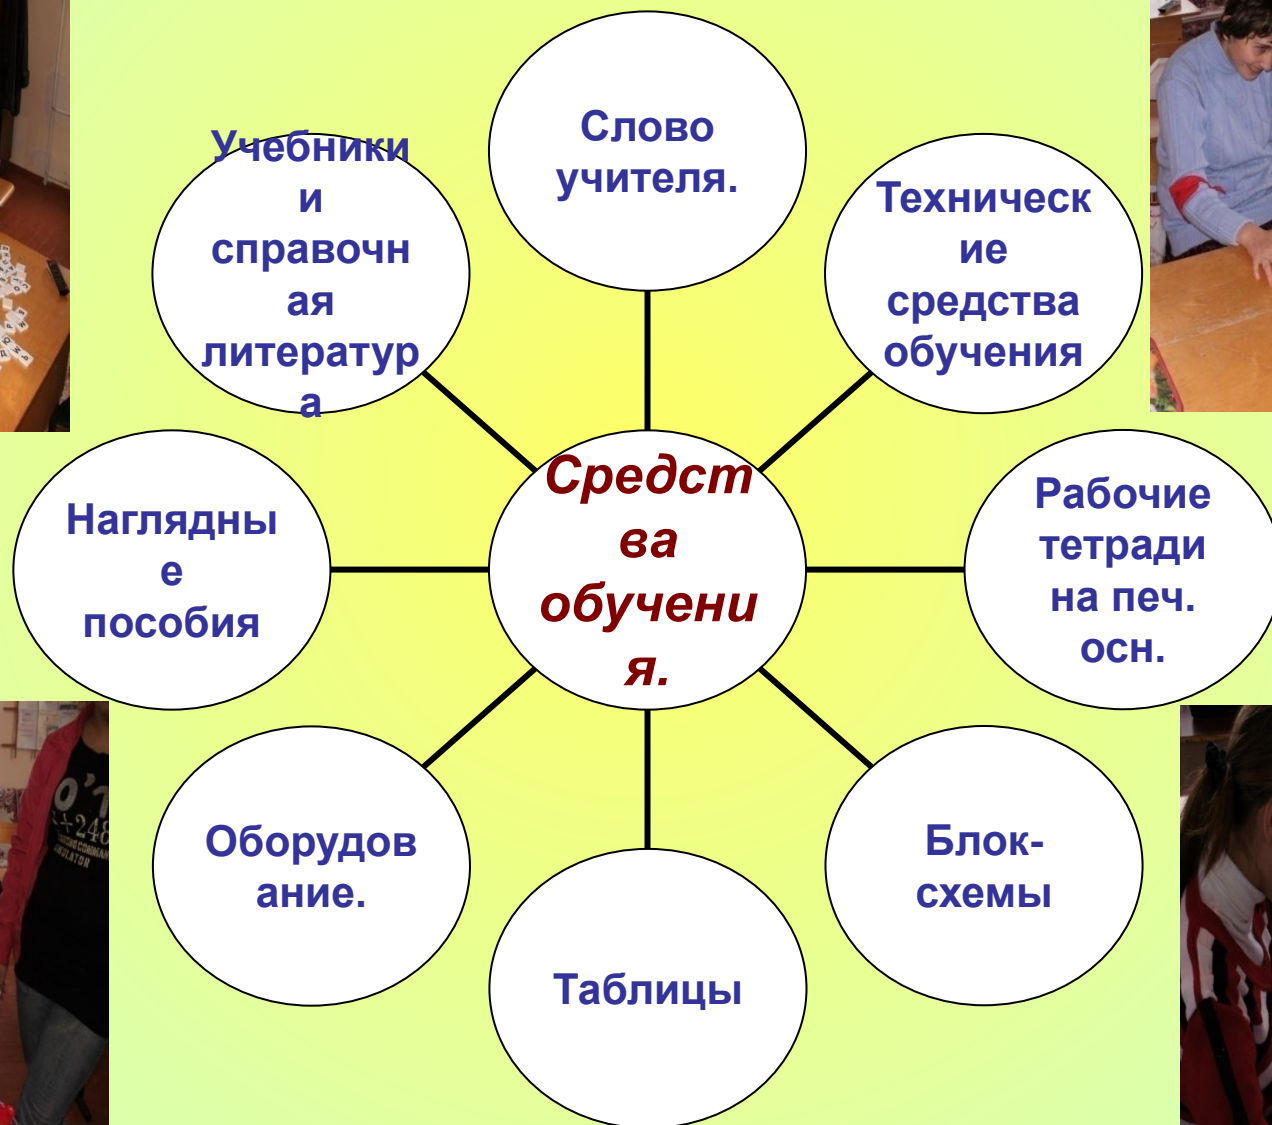 Слово
учителя.
Техническ
ие
средства
обучения
Рабочие
тетради
на печ.
осн.
Блок-
схемы
Таблицы
Оборудов
ание.
Наглядны
е
пособия
Учебники
и
справочн
ая
литератур
а
Средст
ва
обучени
я.